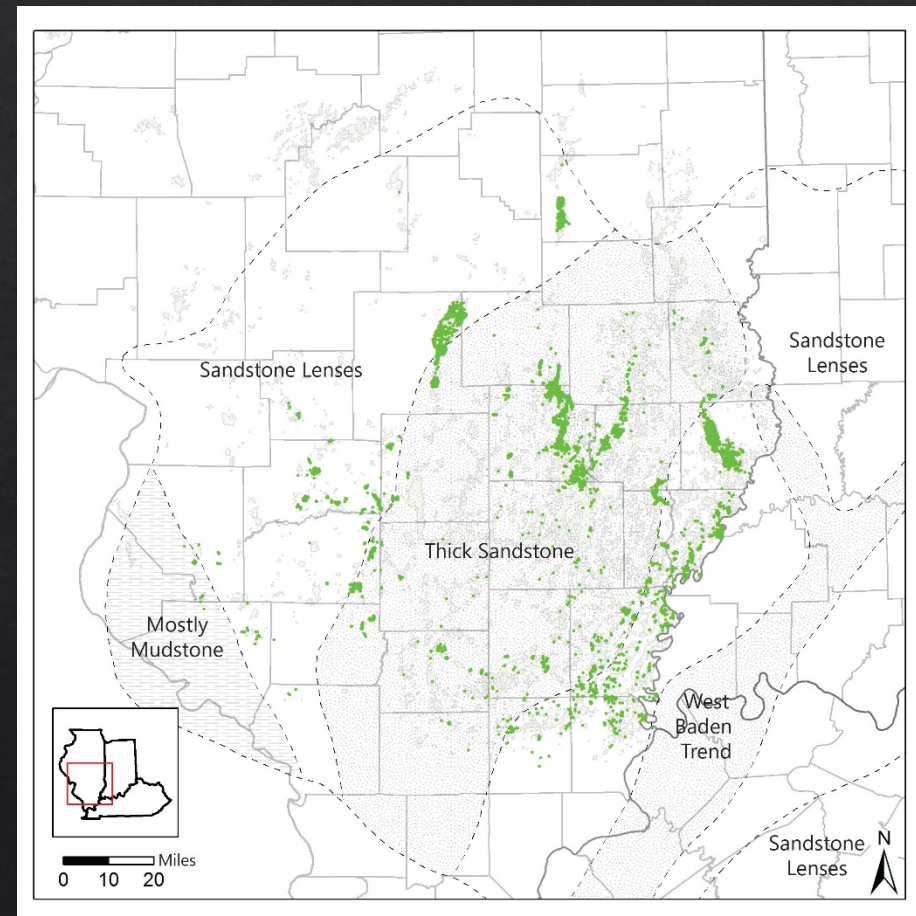 Sandstone Lenses
Sandstone
Lenses
Thick Sandstone
Mostly
Mudstone
West
Baden
Trend
Sandstone
Lenses
N
Miles
0 10 20